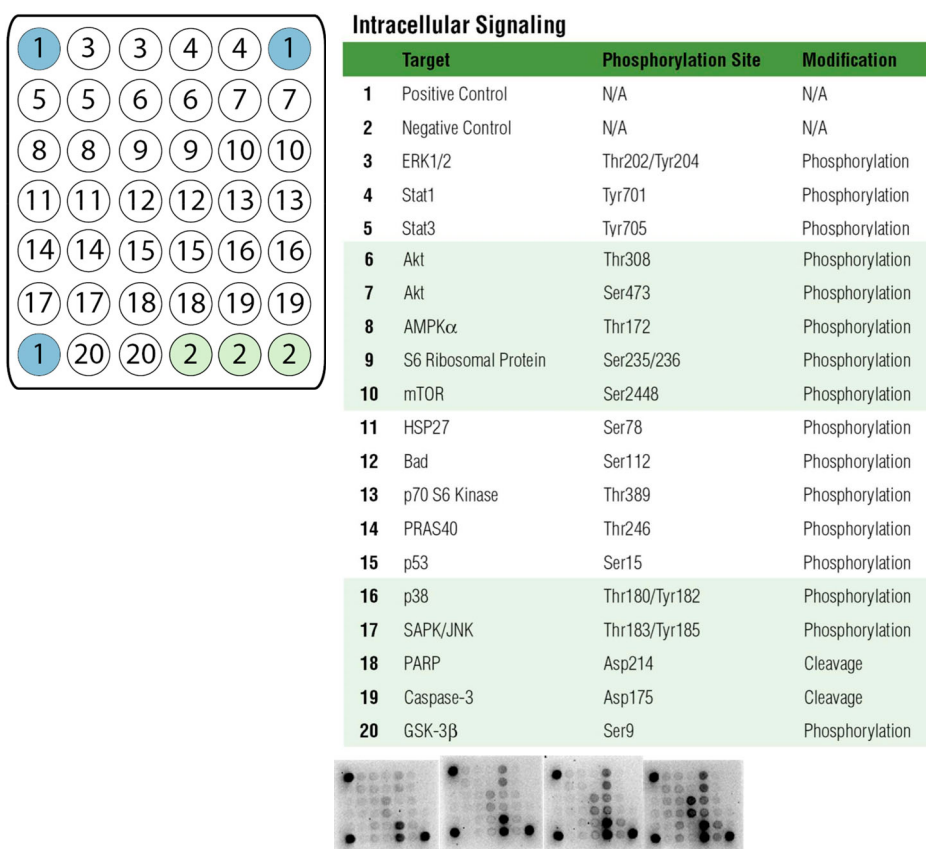 1 3 3 4 4 1
5 5 6 6 7 7
8 8 9 9 10 10
11 11 12 12 13 13
14 14 15 15 16 16
17 17 18 18 19 19
1 20 20 2 2 2
Intracellular Signaling
Target Phosphorylation Site Modification
1 Positive Control N/A N/A
2 Negative Control N/A N/A
3 ERK1/2 Thr202/Tyr204 Phosphorylation
4 Stat1 Tyr701 Phosphorylation
5 Stat3 Tyr705 Phosphorylation
6 Akt Thr308 Phosphorylation
7 Akt Ser473 Phosphorylation
8 AMPKα Thr172 Phosphorylation
9 S6 Ribosomal Protein Ser235/236 Phosphorylation
10 mTOR Ser2448 Phosphorylation
11 HSP27 Ser78 Phosphorylation
12 Bad Ser112 Phosphorylation
13 p70 S6 Kinase Thr389 Phosphorylation
14 PRAS40 Thr246 Phosphorylation
15 p53 Ser15 Phosphorylation
16 p38 Thr180/Tyr182 Phosphorylation
17 SAPK/JNK Thr183/Tyr185 Phosphorylation
18 PARP Asp214 Cleavage
19 Caspase-3 Asp175 Cleavage
20 GSK-3β Ser9 Phosphorylation